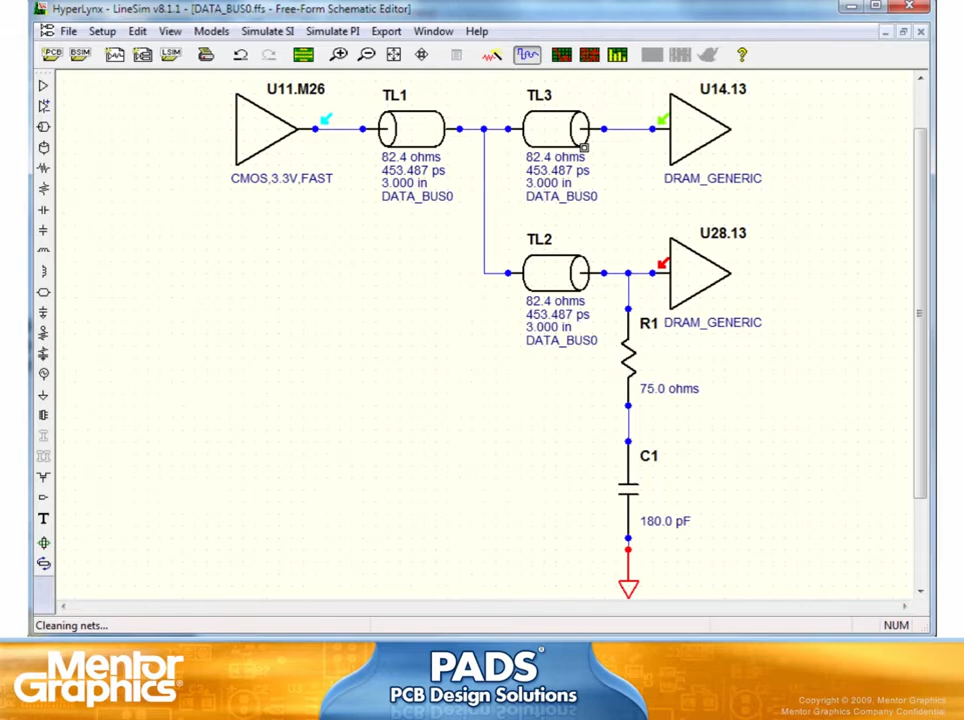 HyperLynx - LineSim v8.1.1 - [DATA_BUS0.ffs - Free-Form Schematic Editor]
File Setup Edit View Models Simulate SI Simulate PI Export Window Help
PCB BSIM LSIM
U11.M26
TL1
TL3
U14.13
82.4 ohms
453.487 ps
3.000 in
DATA_BUS0
82.4 ohms
453.487 ps
3.000 in
DATA_BUS0
CMOS,3.3V,FAST
DRAM_GENERIC
TL2
U28.13
82.4 ohms
453.487 ps
3.000 in
DATA_BUS0
R1
DRAM_GENERIC
75.0 ohms
C1
180.0 pF
T
Cleaning nets...
NUM
Mentor
Graphics®
PADS®
PCB Design Solutions
Copyright © 2009, Mentor Graphics
Mentor Graphics Company Confidential